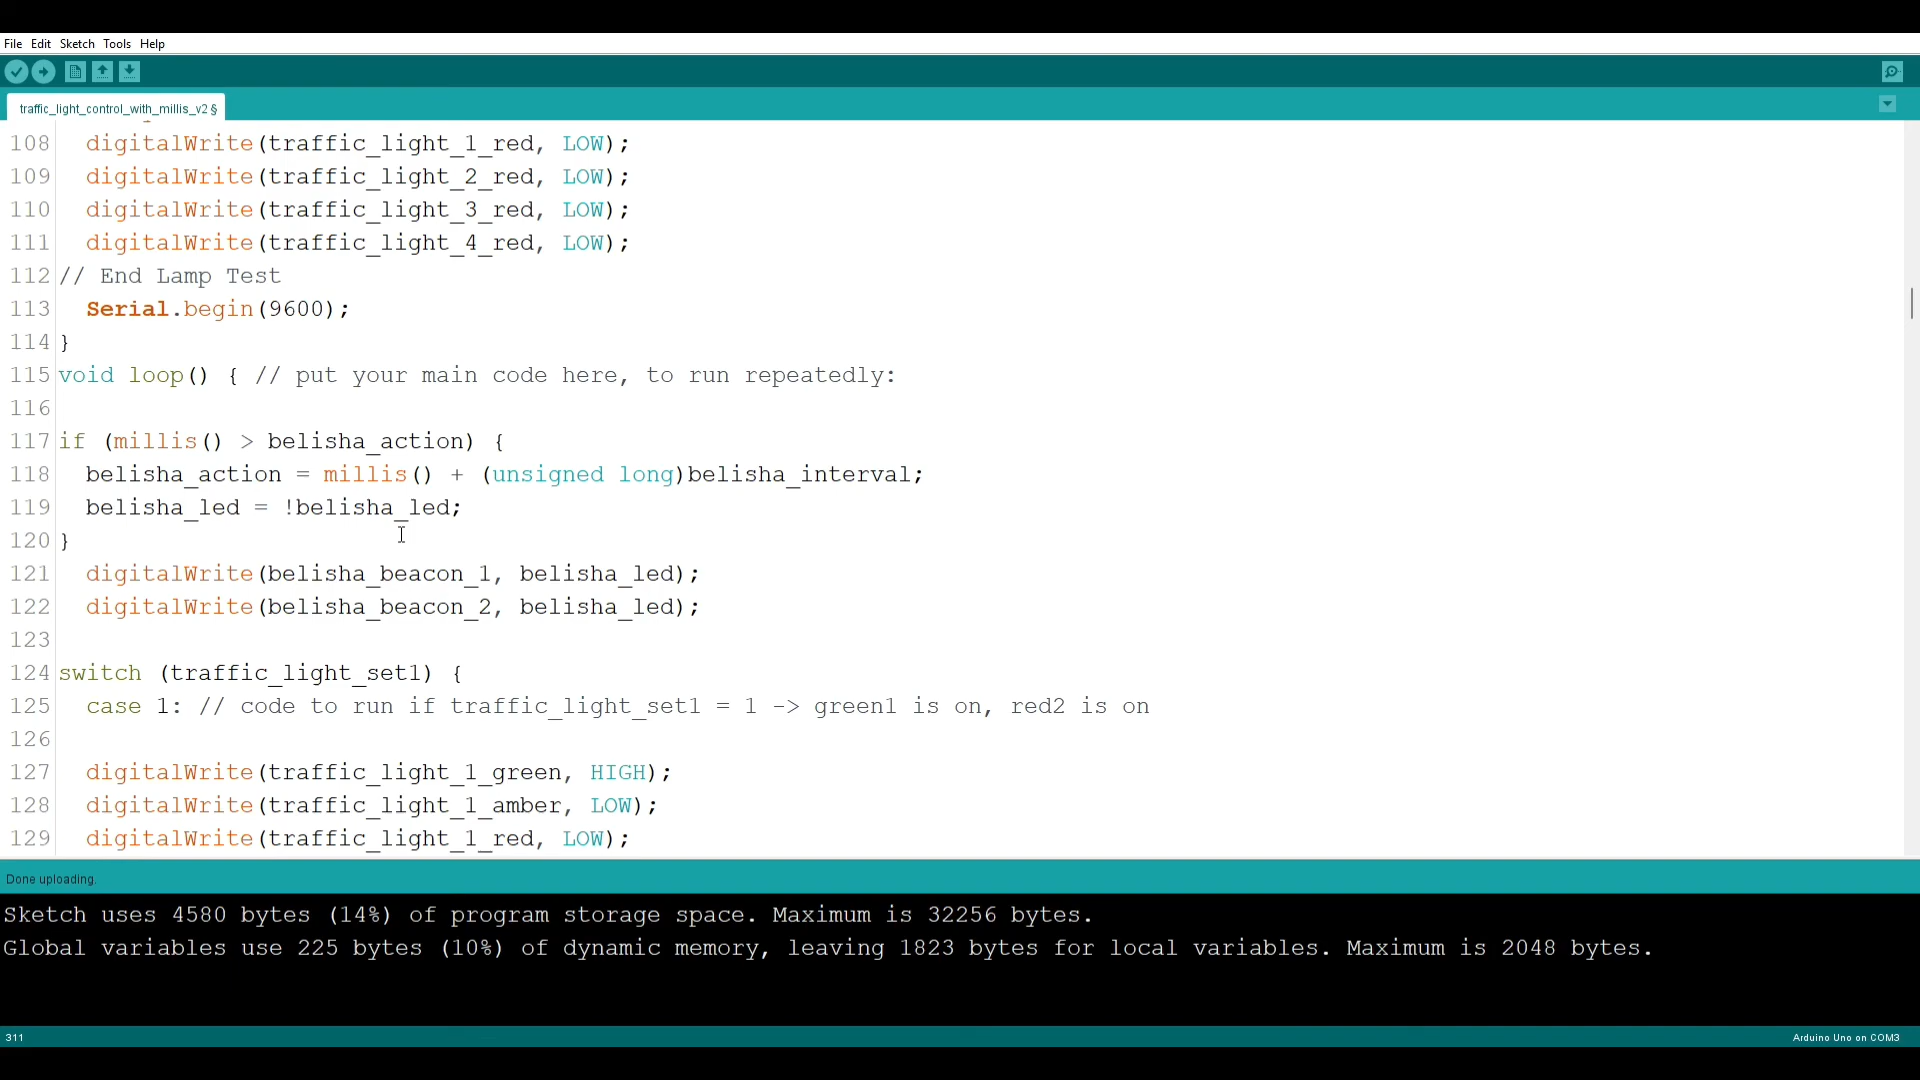 File Edit Sketch Tools Help
traffic_light_control_with_millis_v2 §
108 digitalWrite(traffic_light_1_red, LOW);
109 digitalWrite(traffic_light_2_red, LOW);
110 digitalWrite(traffic_light_3_red, LOW);
111 digitalWrite(traffic_light_4_red, LOW);
112 // End Lamp Test
113 Serial.begin(9600);
114 }
115 void loop() { // put your main code here, to run repeatedly:
116
117 if (millis() > belisha_action) {
118 belisha_action = millis() + (unsigned long)belisha_interval;
119 belisha_led = !belisha_led;
120 }
121 digitalWrite(belisha_beacon_1, belisha_led);
122 digitalWrite(belisha_beacon_2, belisha_led);
123
124 switch (traffic_light_set1) {
125 case 1: // code to run if traffic_light_set1 = 1 -> green1 is on, red2 is on
126
127 digitalWrite(traffic_light_1_green, HIGH);
128 digitalWrite(traffic_light_1_amber, LOW);
129 digitalWrite(traffic_light_1_red, LOW);
Done uploading.
Sketch uses 4580 bytes (14%) of program storage space. Maximum is 32256 bytes.
Global variables use 225 bytes (10%) of dynamic memory, leaving 1823 bytes for local variables. Maximum is 2048 bytes.
311 Arduino Uno on COM3